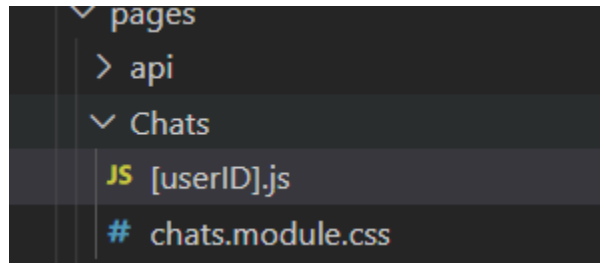 pages
api
Chats
JS [userID].js
# chats.module.css